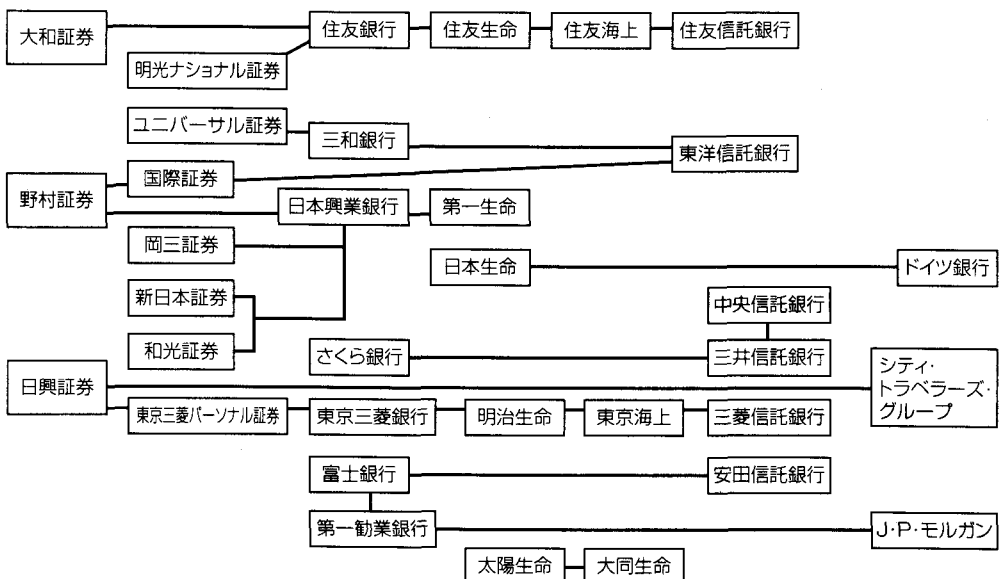 大和証券
住友銀行
住友生命
住友海上
住友信託銀行
明光ナショナル証券
ユニバーサル証券
三和銀行
東洋信託銀行
国際証券
野村証券
日本興業銀行
第一生命
岡三証券
日本生命
ドイツ銀行
新日本証券
中央信託銀行
和光証券
さくら銀行
三井信託銀行
日興証券
シティ・
トラベラーズ・
グループ
東京三菱パーソナル証券
東京三菱銀行
明治生命
東京海上
三菱信託銀行
富士銀行
安田信託銀行
第一勧業銀行
J・P・モルガン
太陽生命
大同生命